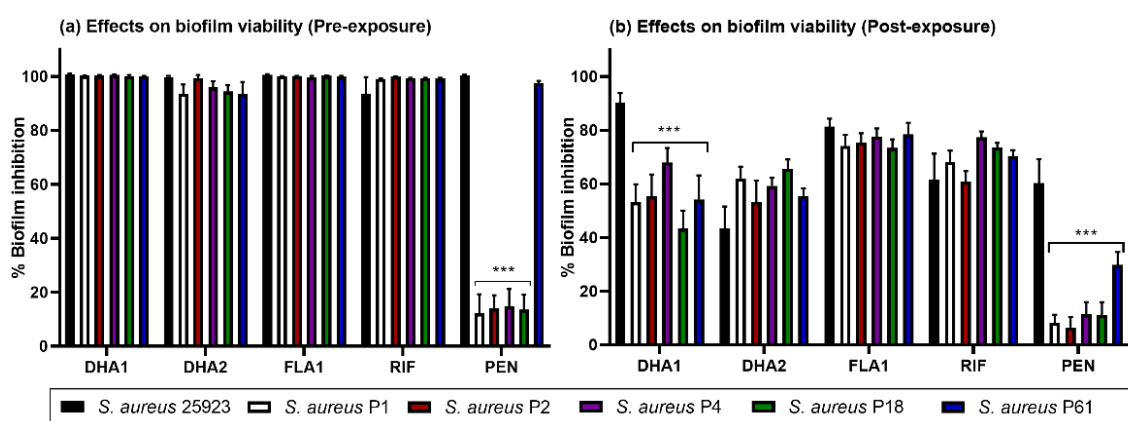 (a) Effects on biofilm viability (Pre-exposure)
% Biofilm inhibition
100
80
60
40
20
0
***
DHA1 DHA2 FLA1 RIF PEN
(b) Effects on biofilm viability (Post-exposure)
% Biofilm inhibition
100
80
60
40
20
0
***
***
DHA1 DHA2 FLA1 RIF PEN
S. aureus 25923 S. aureus P1 S. aureus P2 S. aureus P4 S. aureus P18 S. aureus P61